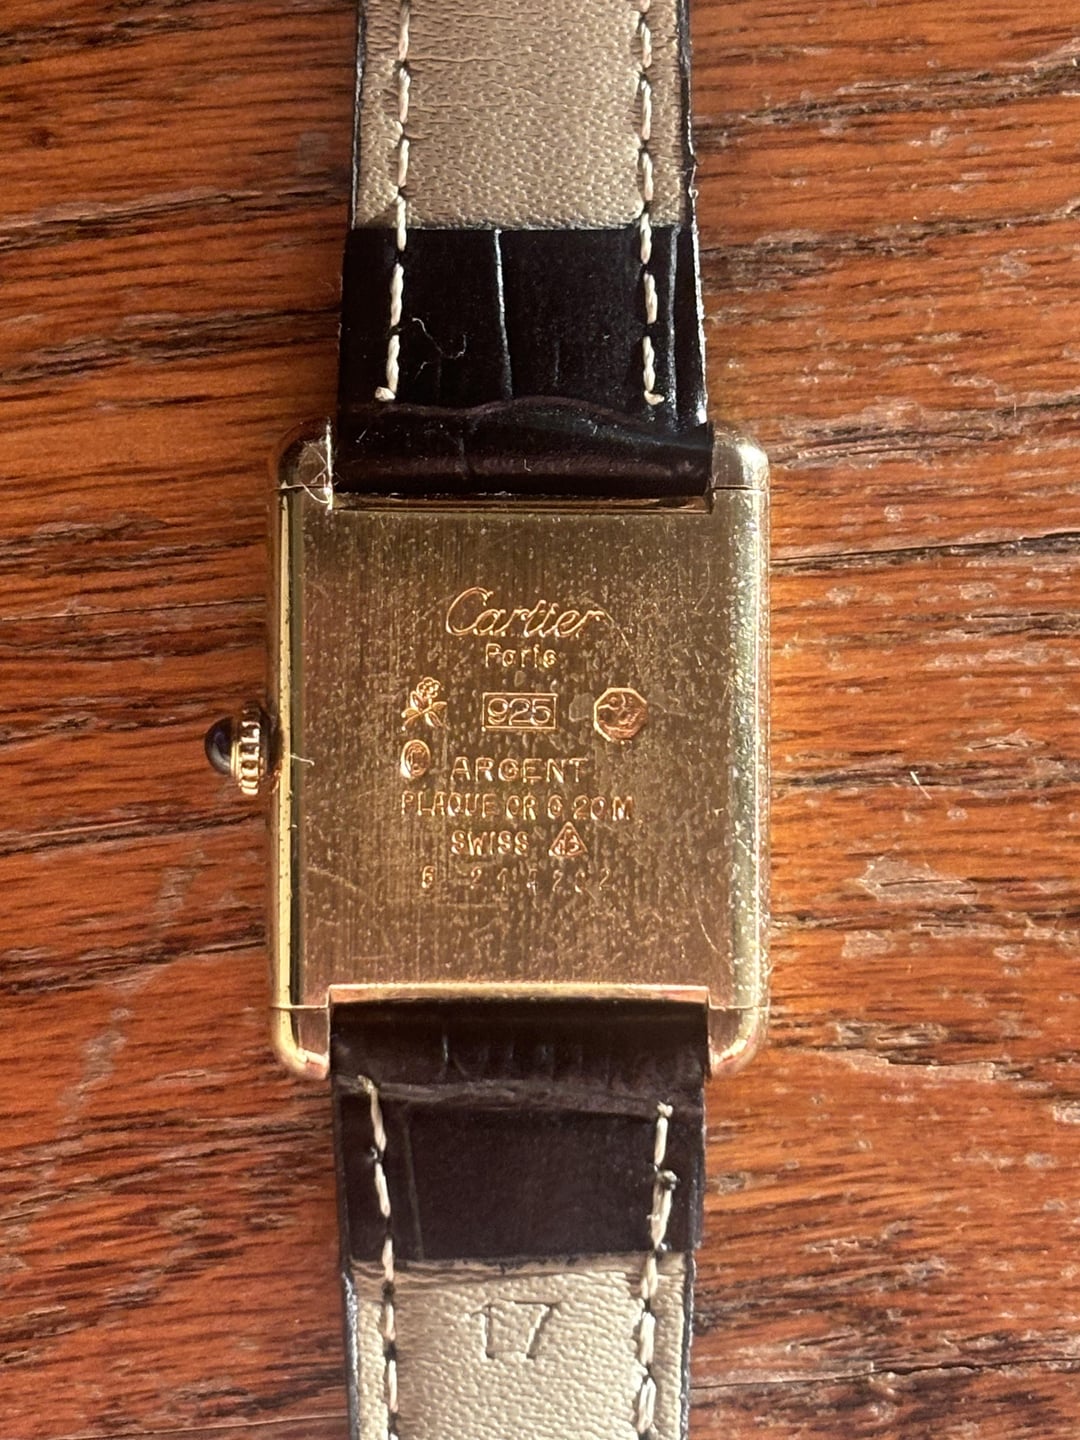 Cartier
Paris
925
C ARGENT
PLAQUE OR G 20 M
SWISS
17